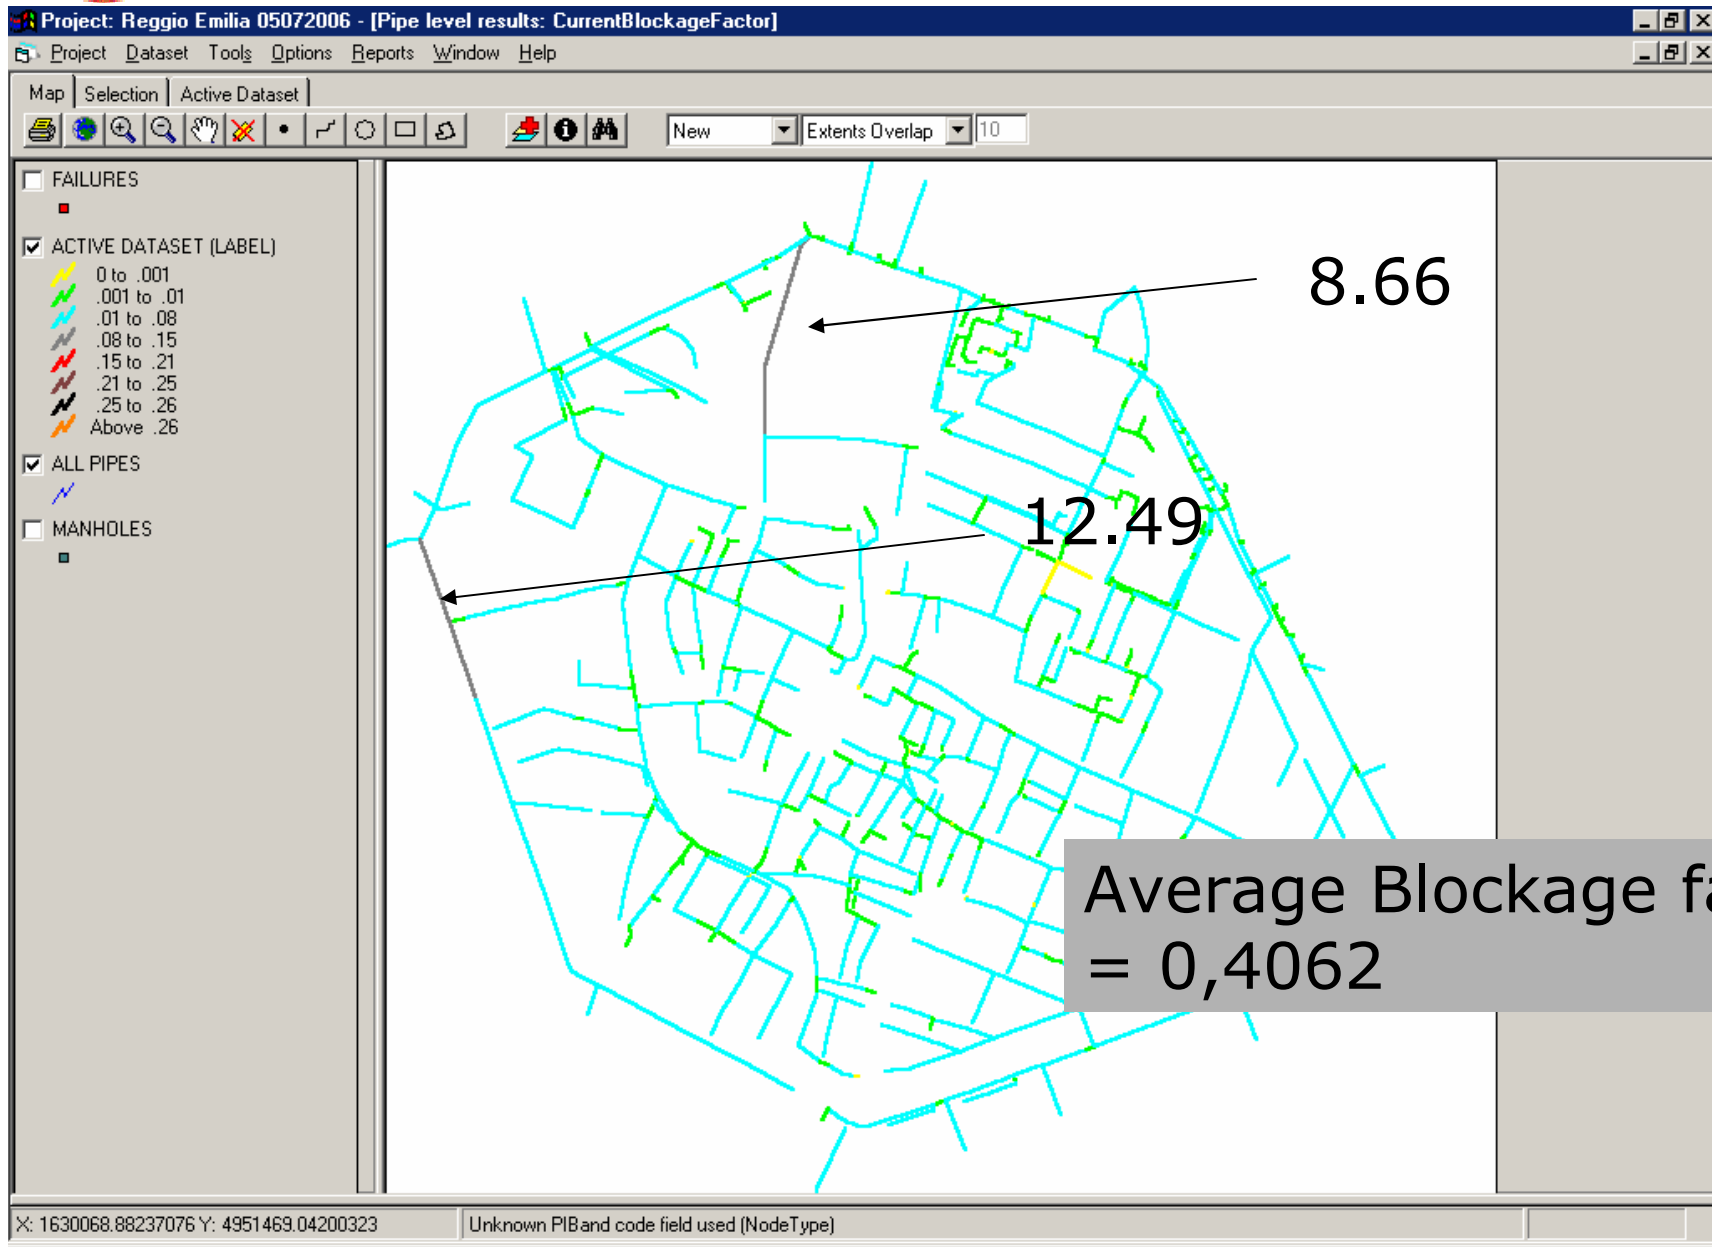 Project: Reggio Emilia 05072006 - [Pipe level results: CurrentBlockageFactor]
Project Dataset Tools Options Reports Window Help
Map Selection Active Dataset
New Extents Overlap 10
FAILURES
ACTIVE DATASET (LABEL)
0 to .001
.001 to .01
.01 to .08
.08 to .15
.15 to .21
.21 to .25
.25 to .26
Above .26
ALL PIPES
MANHOLES
8.66
12.49
Average Blockage
= 0,4062
X: 1630068.88237076 Y: 4951469.04200323 Unknown PIBand code field used (NodeType)